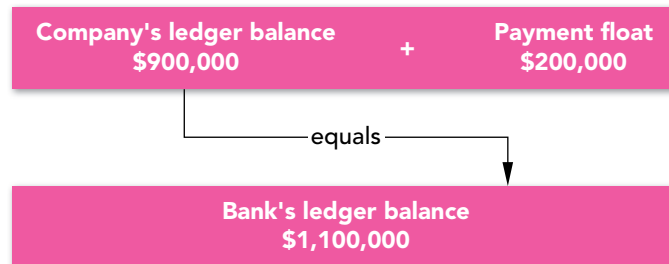 Company's ledger balance + Payment float
$900,000 $200,000
equals
Bank's ledger balance
$1,100,000